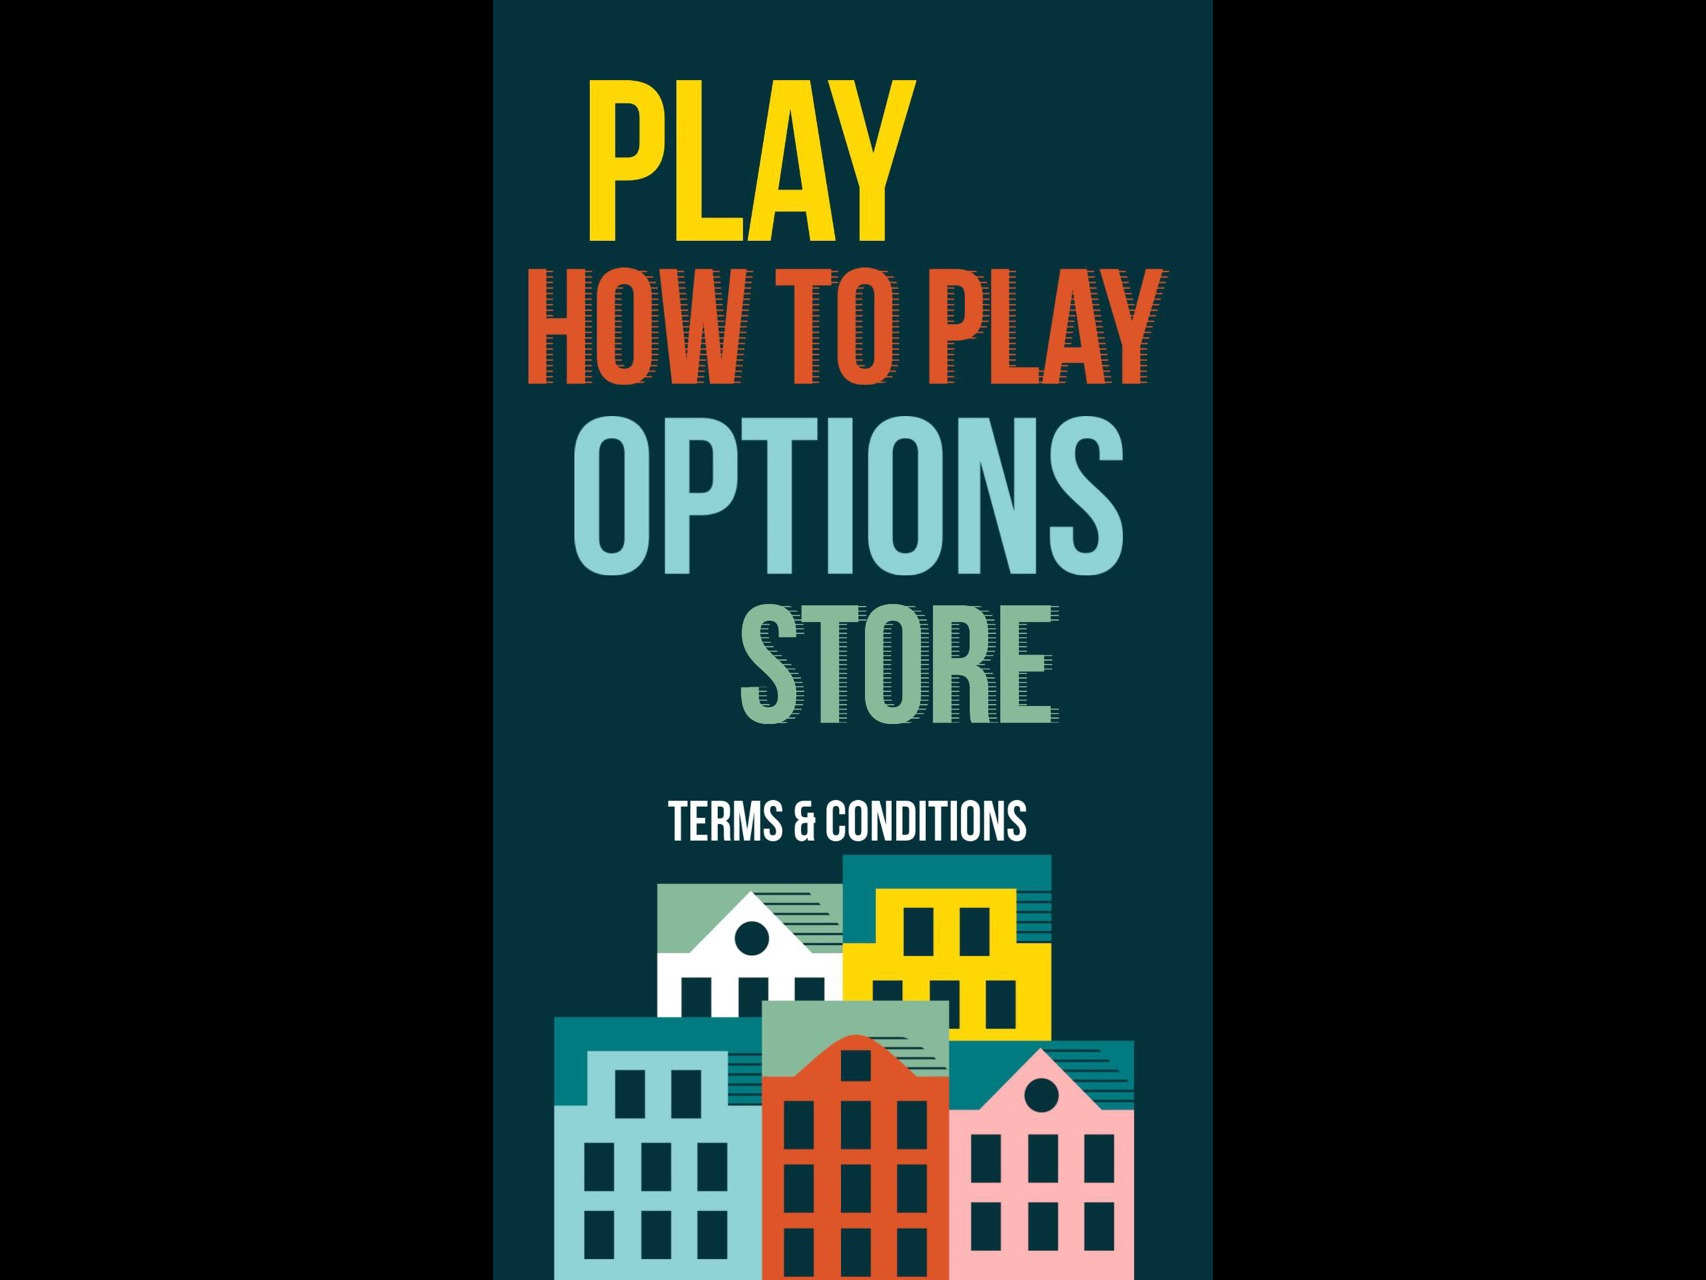 PLAY
HOW TO PLAY
OPTIONS
STORE
TERMS & CONDITIONS